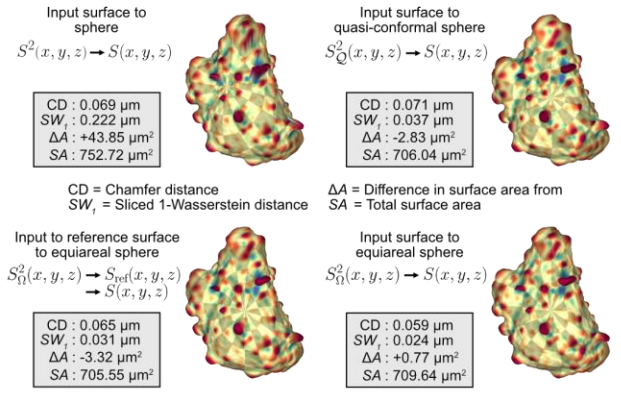 Input surface to
sphere
S²(x, y, z) → S(x, y, z)
CD : 0.069 µm
SW₁ : 0.222 µm
ΔA : +43.85 µm²
SA : 752.72 µm²
Input surface to
quasi-conformal sphere
S²_Q(x, y, z) → S(x, y, z)
CD : 0.071 µm
SW₁ : 0.037 µm
ΔA : -2.83 µm²
SA : 706.04 µm²
CD = Chamfer distance
SW₁ = Sliced 1-Wasserstein distance
ΔA = Difference in surface area from
SA = Total surface area
Input to reference surface
to equiareal sphere
S²_Ω(x, y, z) → S_ref(x, y, z)
→ S(x, y, z)
CD : 0.065 µm
SW₁ : 0.031 µm
ΔA : -3.32 µm²
SA : 705.55 µm²
Input surface to
equiareal sphere
S²_Ω(x, y, z) → S(x, y, z)
CD : 0.059 µm
SW₁ : 0.024 µm
ΔA : +0.77 µm²
SA : 709.64 µm²